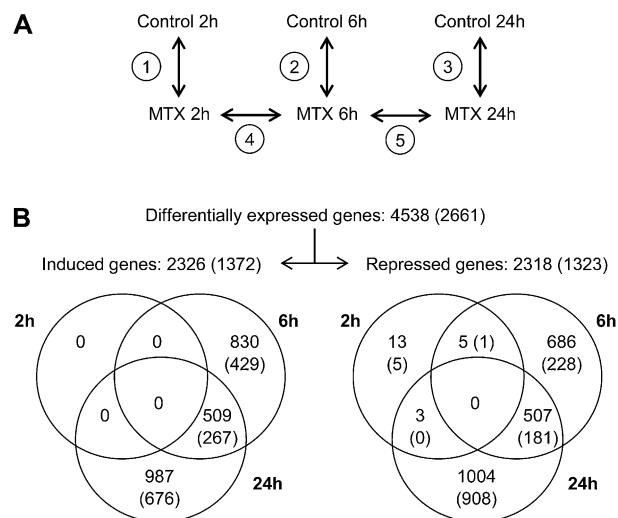 A
Control 2h Control 6h Control 24h
1 2 3
MTX 2h MTX 6h MTX 24h
4 5
B
Differentially expressed genes: 4538 (2661)
Induced genes: 2326 (1372) Repressed genes: 2318 (1323)
2h 6h
0 0 830
(429)
0 0 509
(267)
987
(676)
24h
2h 6h
13
(5)
5 (1) 686
(228)
3
(0)
0 507
(181)
1004
(908)
24h